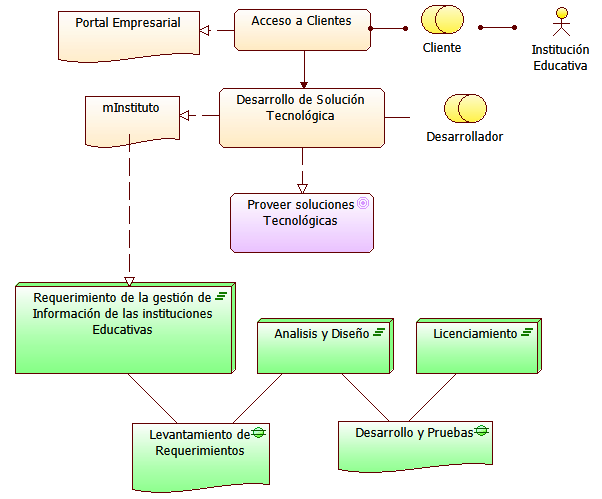 Portal Empresarial
Acceso a Clientes
Cliente
Institución
Educativa
mInstituto
Desarrollo de Solución
Tecnológica
Desarrollador
Proveer soluciones
Tecnológicas
Requerimiento de la gestión de
Información de las instituciones
Educativas
Analisis y Diseño
Licenciamiento
Levantamiento de
Requerimientos
Desarrollo y Pruebas